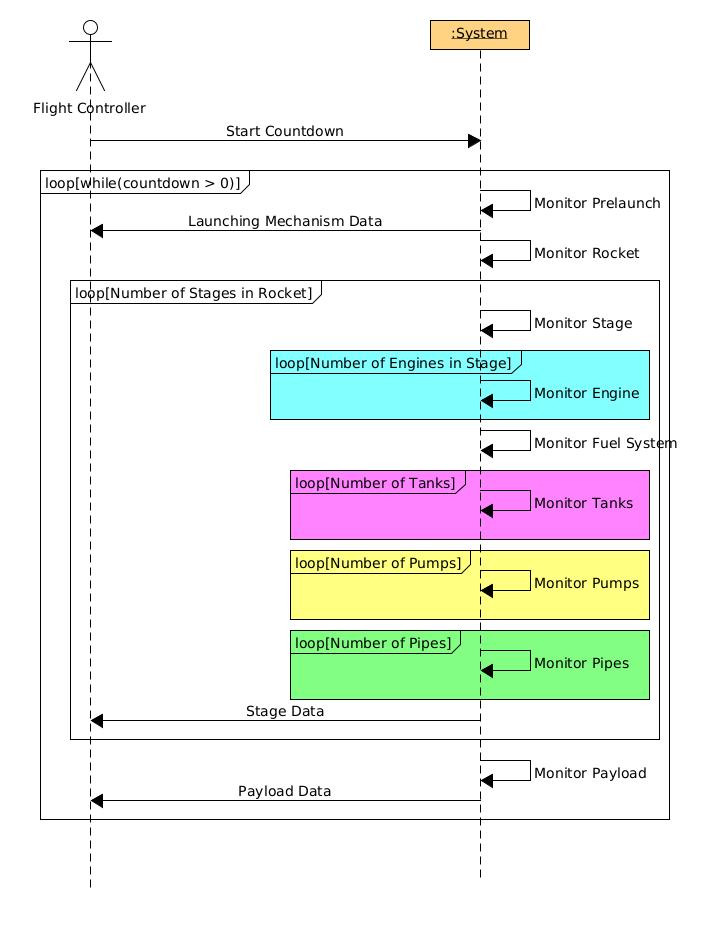 :System
Flight Controller
Start Countdown
loop[while(countdown > 0)]
Monitor Prelaunch
Launching Mechanism Data
Monitor Rocket
loop[Number of Stages in Rocket]
Monitor Stage
loop[Number of Engines in Stage]
Monitor Engine
Monitor Fuel System
loop[Number of Tanks]
Monitor Tanks
loop[Number of Pumps]
Monitor Pumps
loop[Number of Pipes]
Monitor Pipes
Stage Data
Monitor Payload
Payload Data